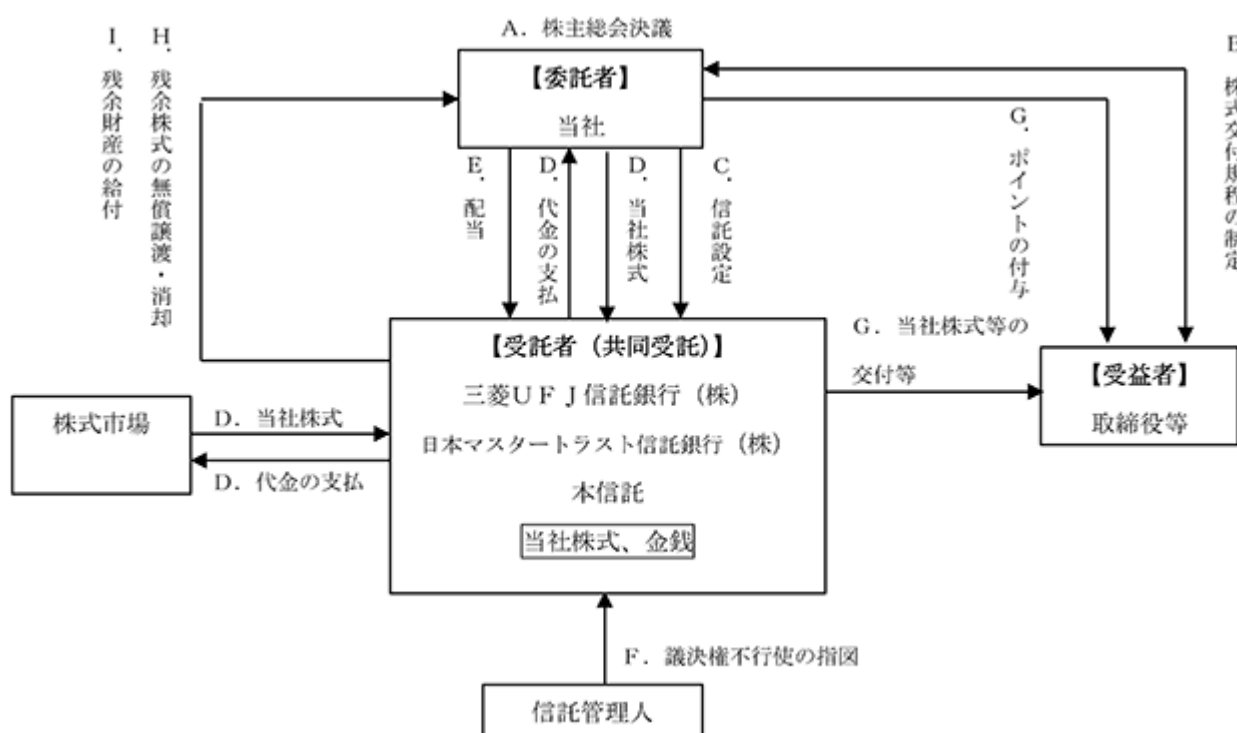 A．株主総会決議
【委託者】
当社
I．残余財産の給付
H．残余株式の無償譲渡・消却
E．配当
D．代金の支払
D．当社株式
C．信託設定
G．ポイントの付与
株式交付規程の制定
【受託者（共同受託）】
三菱ＵＦＪ信託銀行（株）
日本マスタートラスト信託銀行（株）
本信託
当社株式、金銭
G．当社株式等の
交付等
【受益者】
取締役等
株式市場
D．当社株式
D．代金の支払
F．議決権不行使の指図
信託管理人